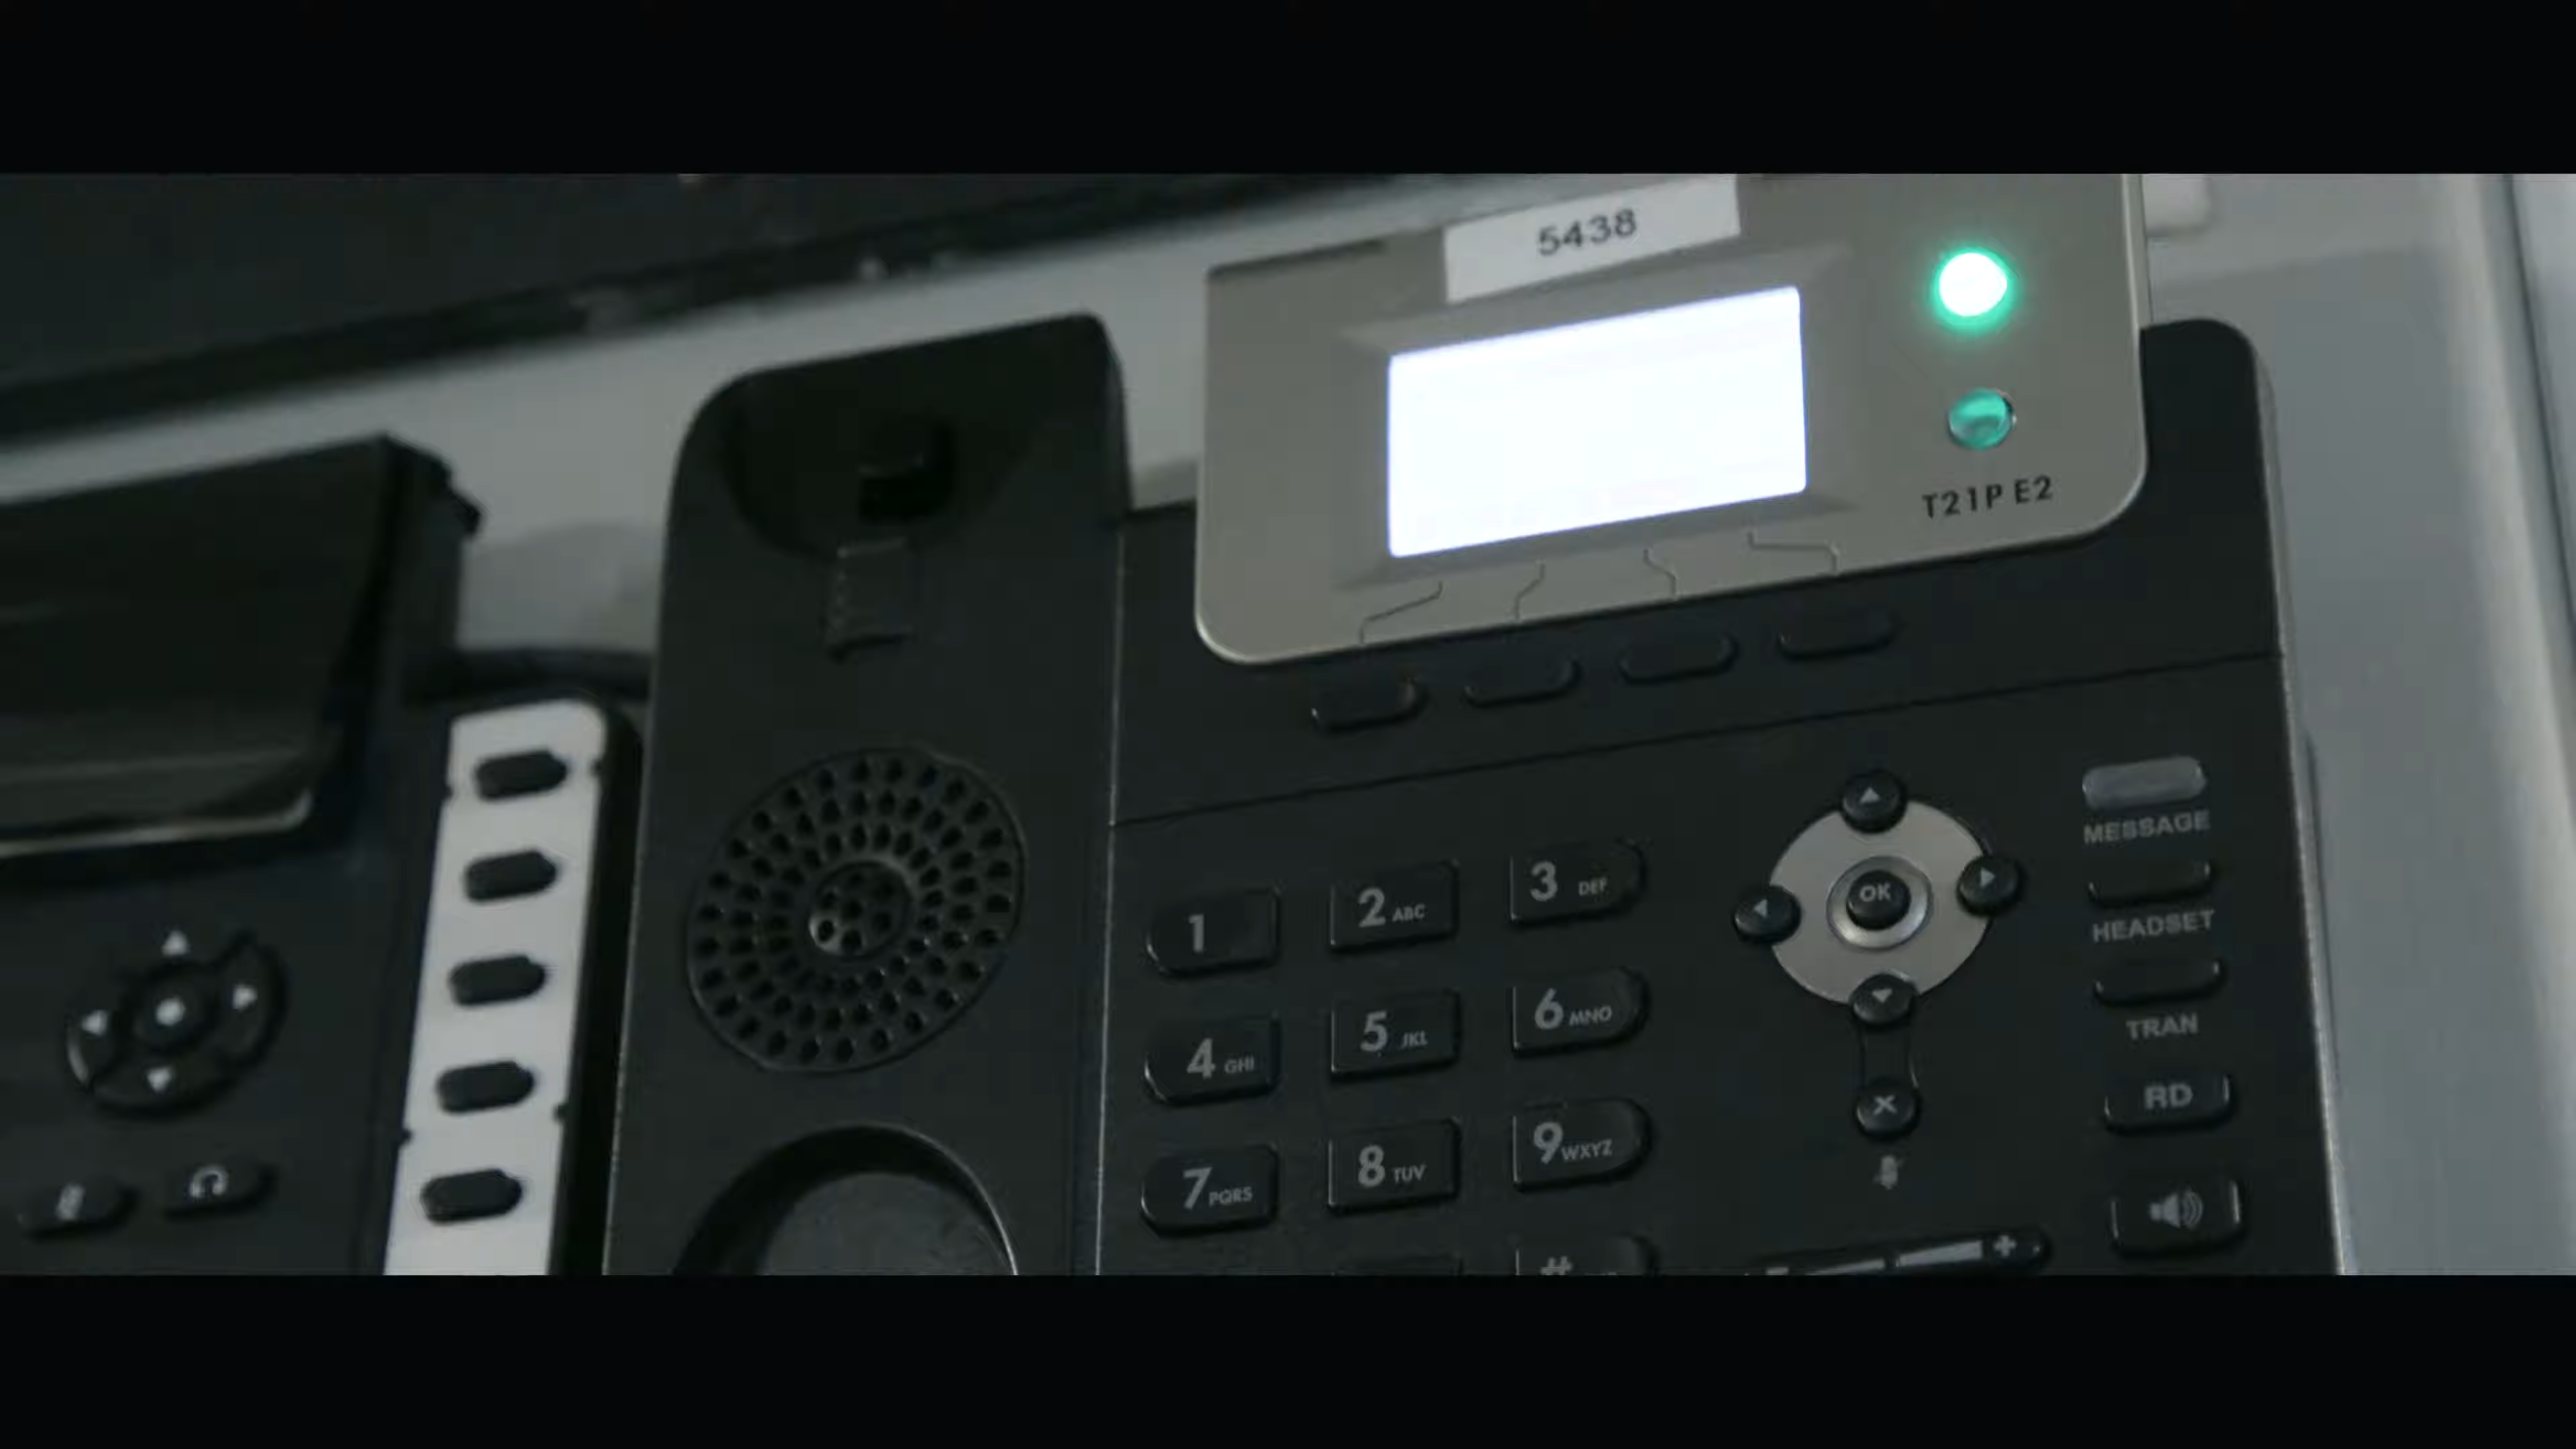 5438
T21P E2
MESSAGE
HEADSET
TRAN
RD
OK
1
2 ABC
3 DEF
4 GHI
5 JKL
6 MNO
7 PQRS
8 TUV
9 WXYZ
#
- +